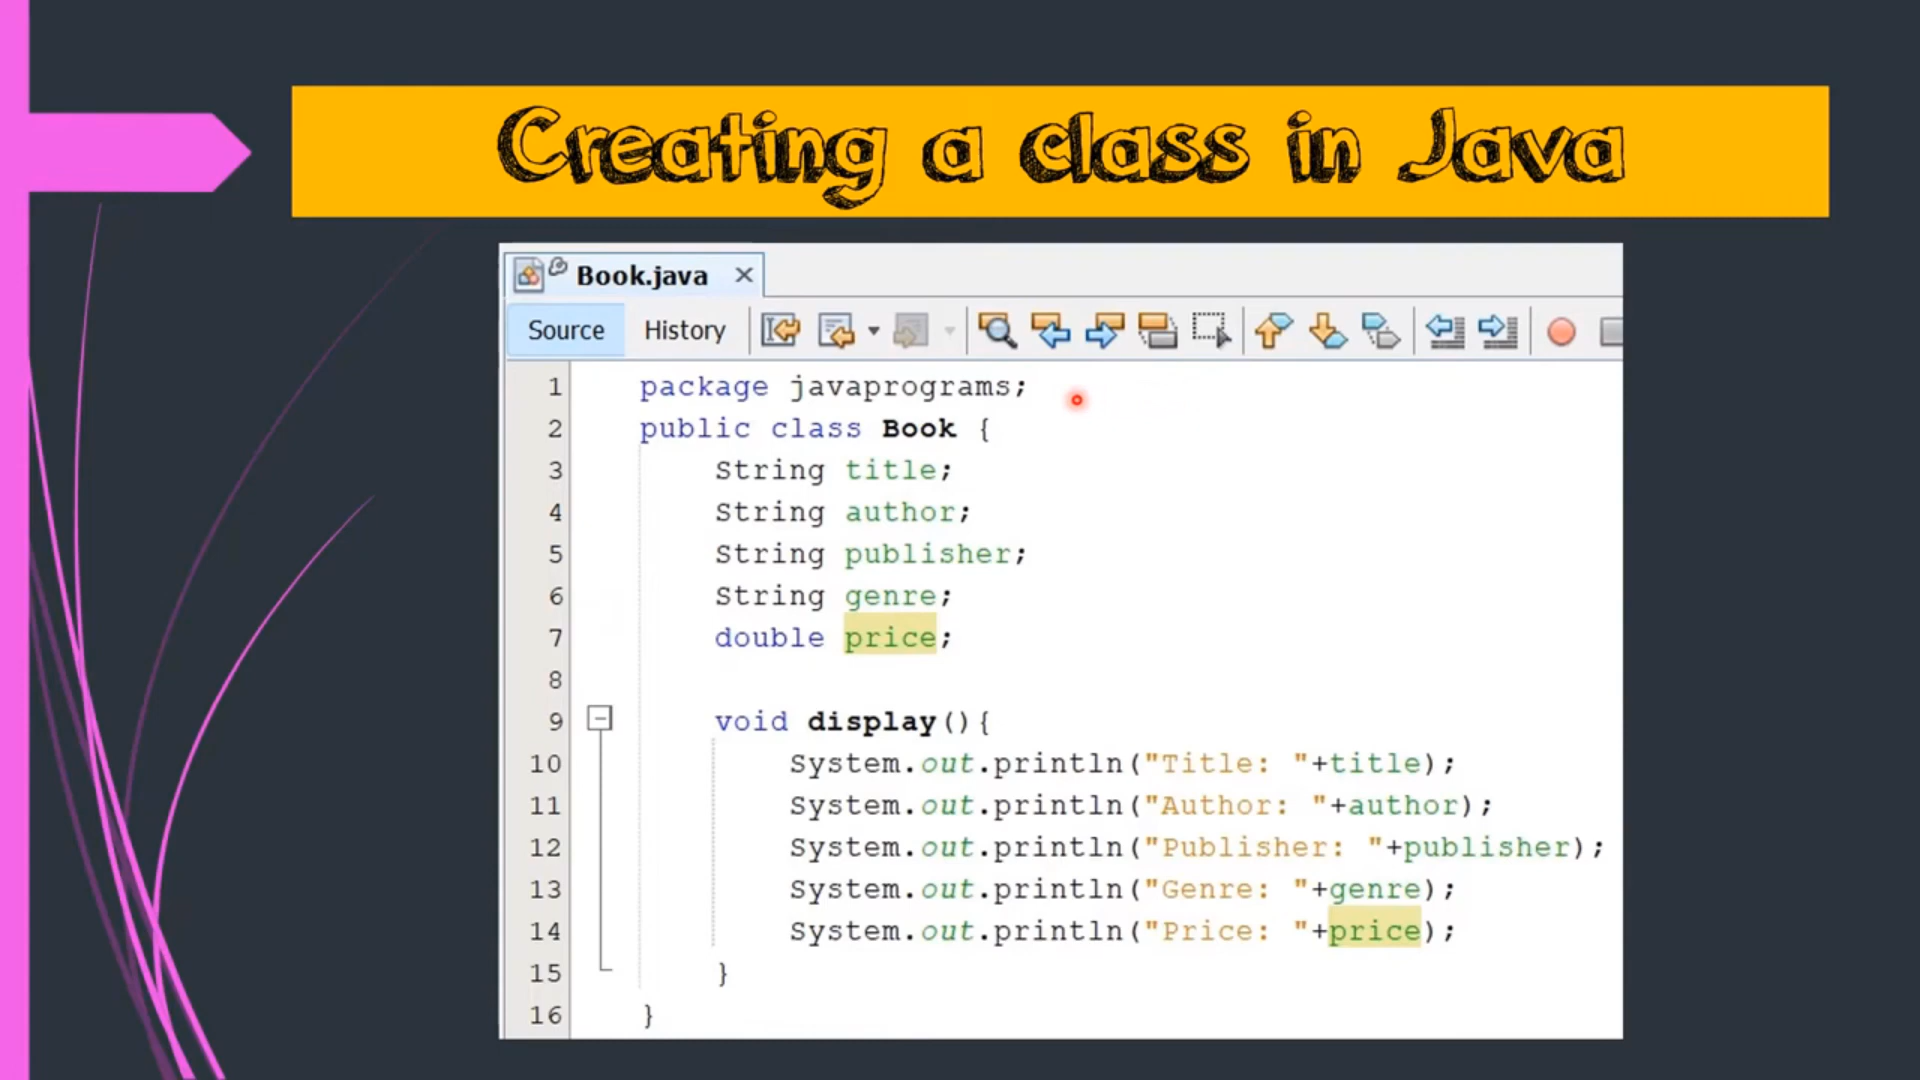 Creating a class in Java
Book.java
Source History
1 package javaprograms;
2 public class Book {
3 String title;
4 String author;
5 String publisher;
6 String genre;
7 double price;
8
9 void display(){
10 System.out.println("Title: "+title);
11 System.out.println("Author: "+author);
12 System.out.println("Publisher: "+publisher);
13 System.out.println("Genre: "+genre);
14 System.out.println("Price: "+price);
15 }
16 }